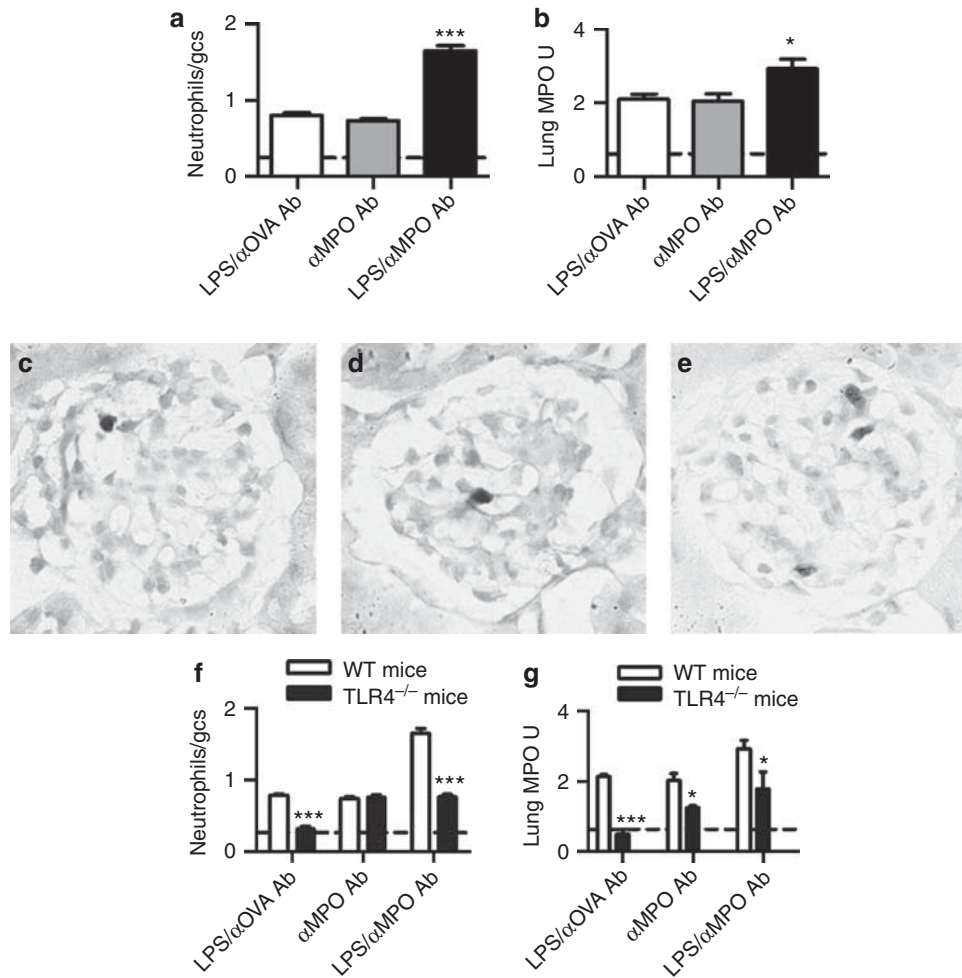 a
Neutrophils/gcs
2
1
0
***
LPS/αOVA Ab
αMPO Ab
LPS/αMPO Ab
b
Lung MPO U
4
2
0
*
LPS/αOVA Ab
αMPO Ab
LPS/αMPO Ab
c
d
e
f
WT mice
TLR4−/− mice
Neutrophils/gcs
2
1
0
***
***
LPS/αOVA Ab
αMPO Ab
LPS/αMPO Ab
g
WT mice
TLR4−/− mice
Lung MPO U
4
2
0
***
*
*
LPS/αOVA Ab
αMPO Ab
LPS/αMPO Ab